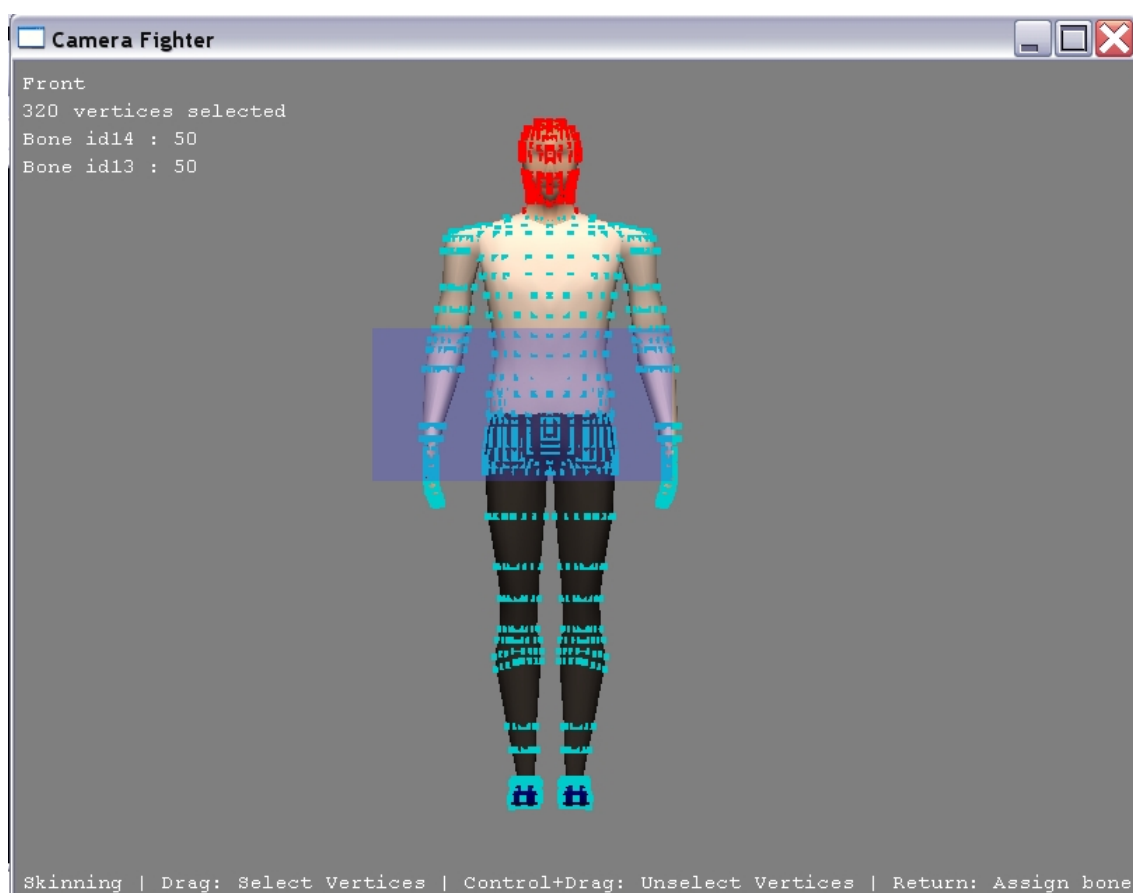 Camera Fighter
Front
320 vertices selected
Bone id14 : 50
Bone id13 : 50
Skinning | Drag: Select Vertices | Control+Drag: Unselect Vertices | Return: Assign bone